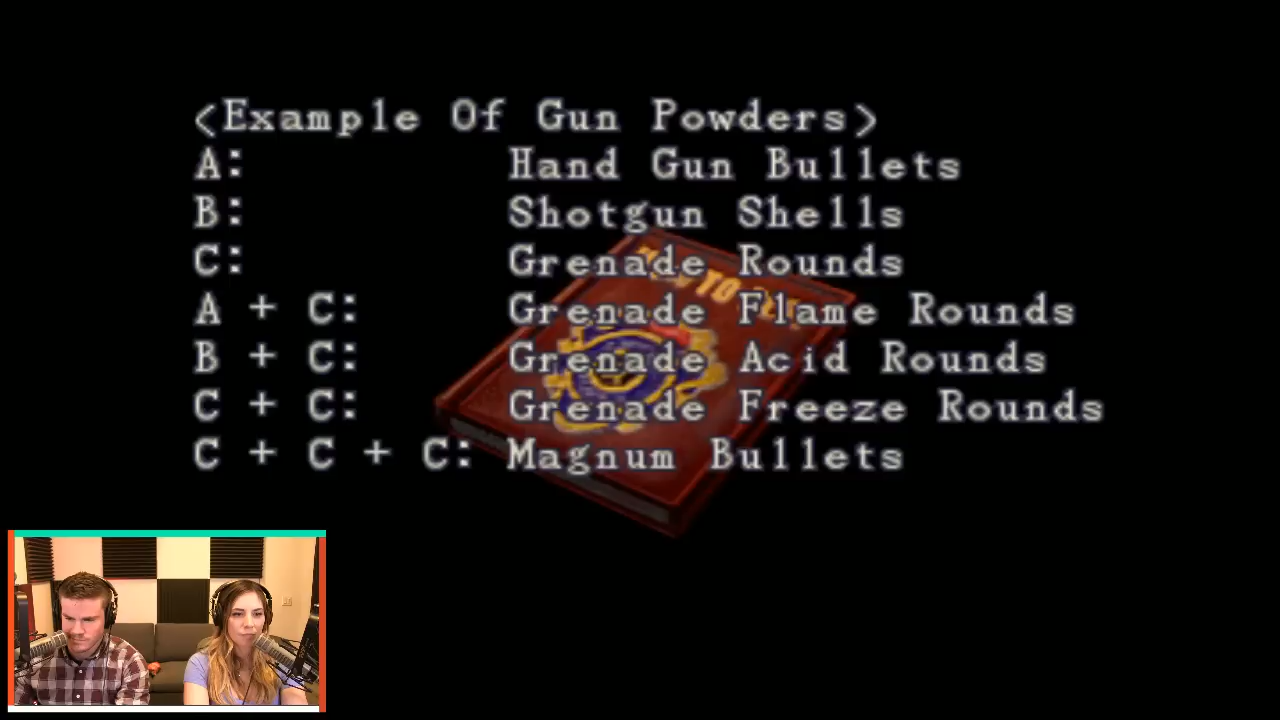 <Example Of Gun Powders>
A: Hand Gun Bullets
B: Shotgun Shells
C: Grenade Rounds
A + C: Grenade Flame Rounds
B + C: Grenade Acid Rounds
C + C: Grenade Freeze Rounds
C + C + C: Magnum Bullets